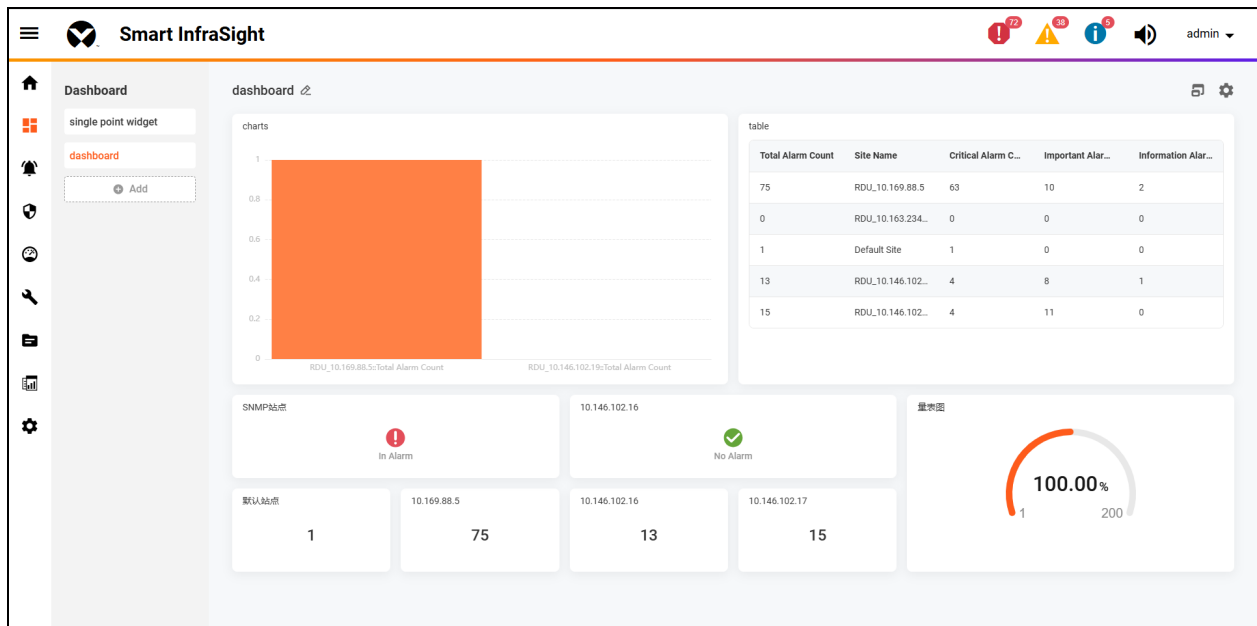 Smart InfraSight
72
38
5
admin
Dashboard
single point widget
dashboard
Add
dashboard
charts
1
0.8
0.6
0.4
0.2
0
RDU_10.169.88.5::Total Alarm Count
RDU_10.146.102.19::Total Alarm Count
table
Total Alarm Count Site Name Critical Alarm C... Important Alar... Information Alar...
75 RDU_10.169.88.5 63 10 2
0 RDU_10.163.234... 0 0 0
1 Default Site 1 0 0
13 RDU_10.146.102... 4 8 1
15 RDU_10.146.102... 4 11 0
SNMP站点
In Alarm
10.146.102.16
No Alarm
量表图
100.00%
1 200
默认站点
1
10.169.88.5
75
10.146.102.16
13
10.146.102.17
15